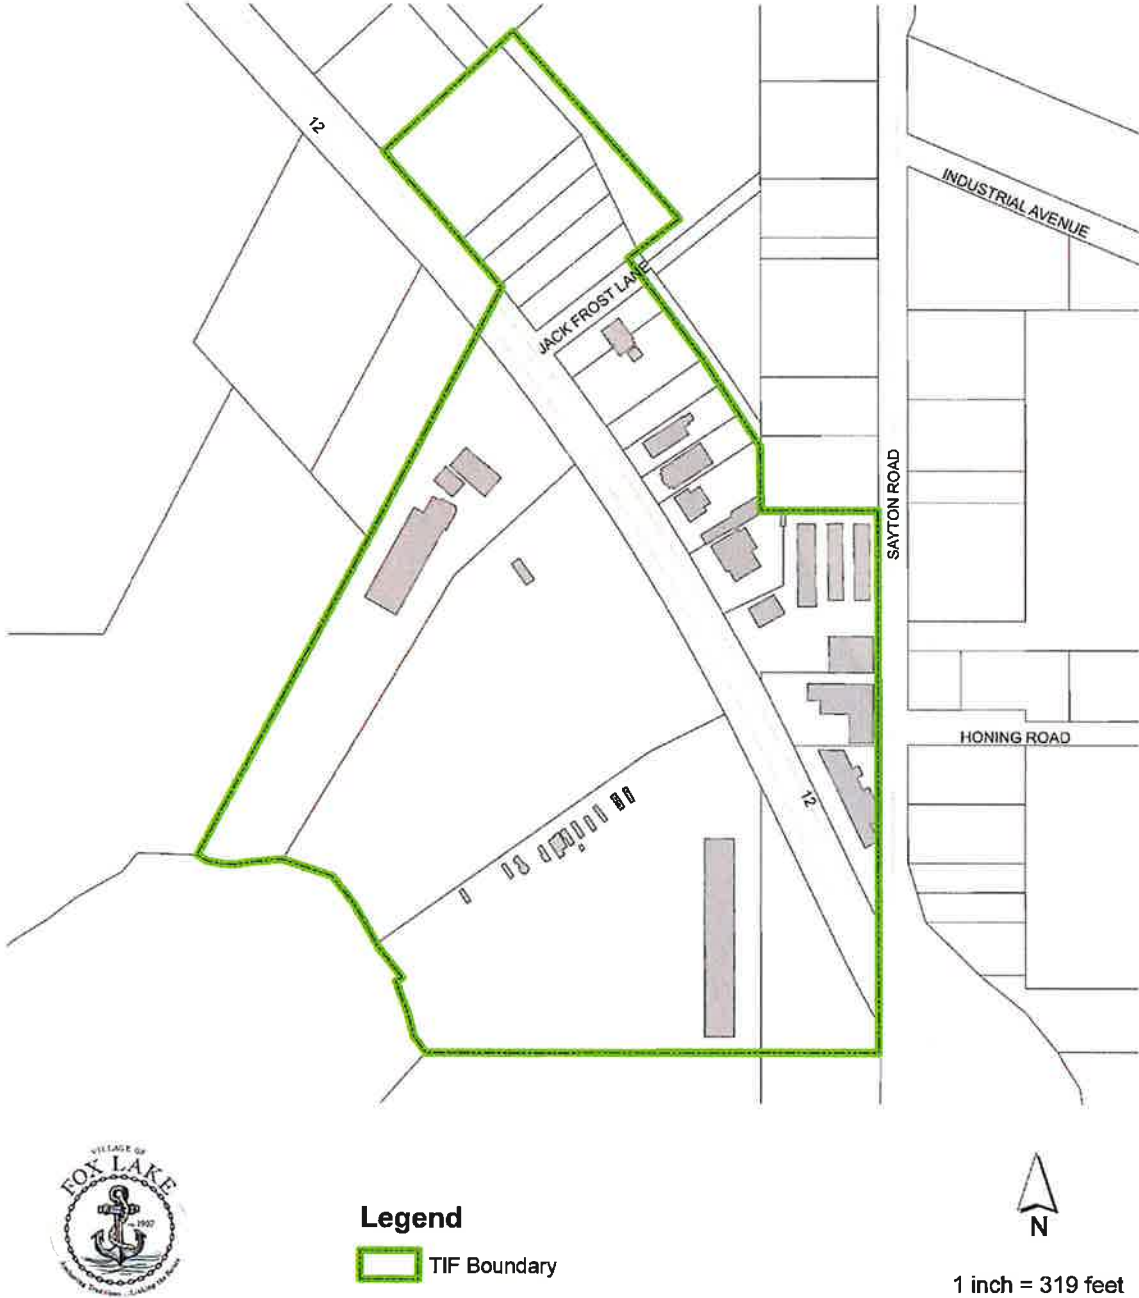 12
INDUSTRIAL AVENUE
JACK FROST LANE
SAYTON ROAD
HONING ROAD
12
VILLAGE OF
FOX LAKE
1907
Legend
TIF Boundary
N
1 inch = 319 feet